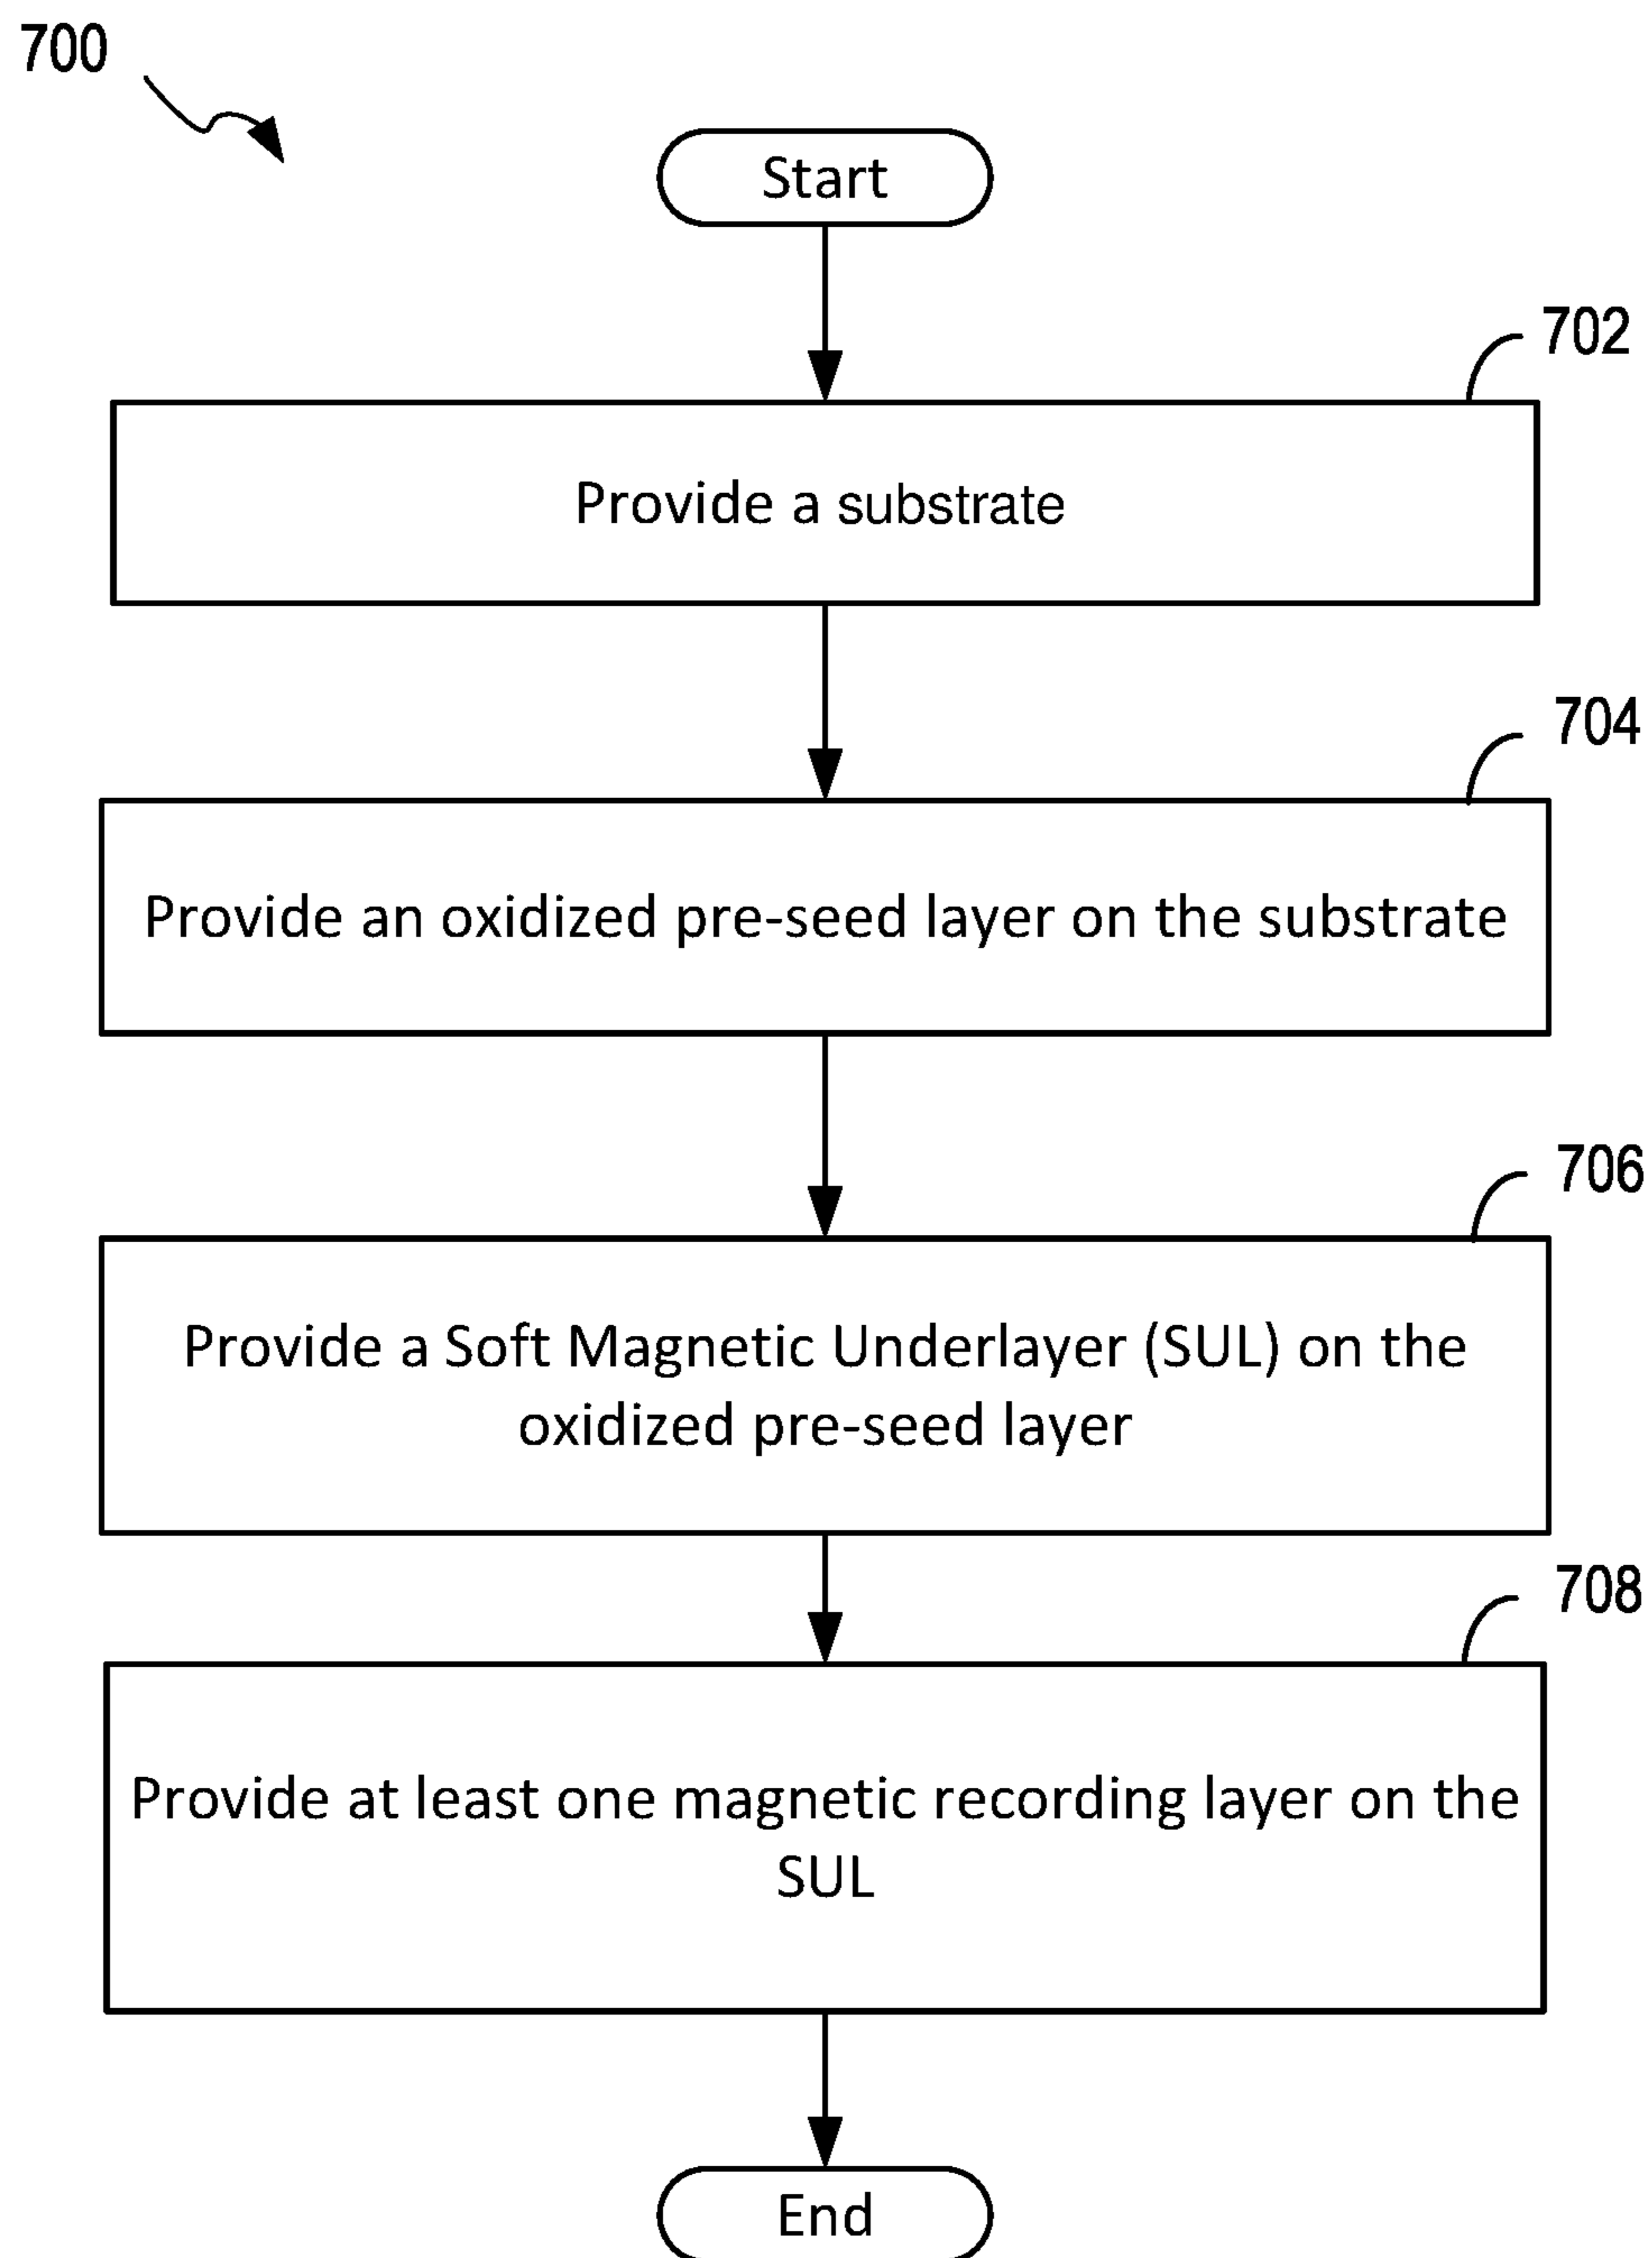 700
Start
702
Provide a substrate
704
Provide an oxidized pre-seed layer on the substrate
706
Provide a Soft Magnetic Underlayer (SUL) on the
oxidized pre-seed layer
708
Provide at least one magnetic recording layer on the
SUL
End